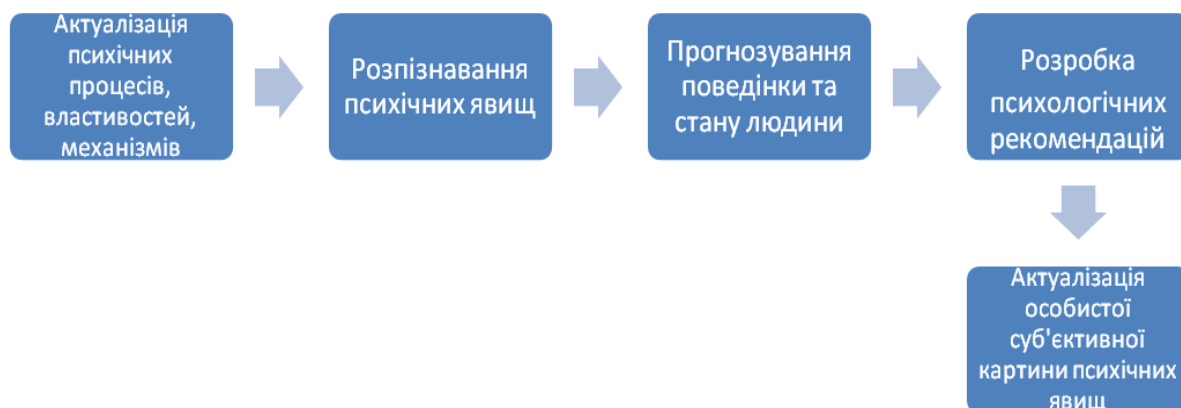 Актуалізація
психічних
процесів,
властивостей,
механізмів
Розпізнавання
психічних явищ
Прогнозування
поведінки та
стану людини
Розробка
психологічних
рекомендацій
Актуалізація
особистої
суб'єктивної
картини психічних
явищ